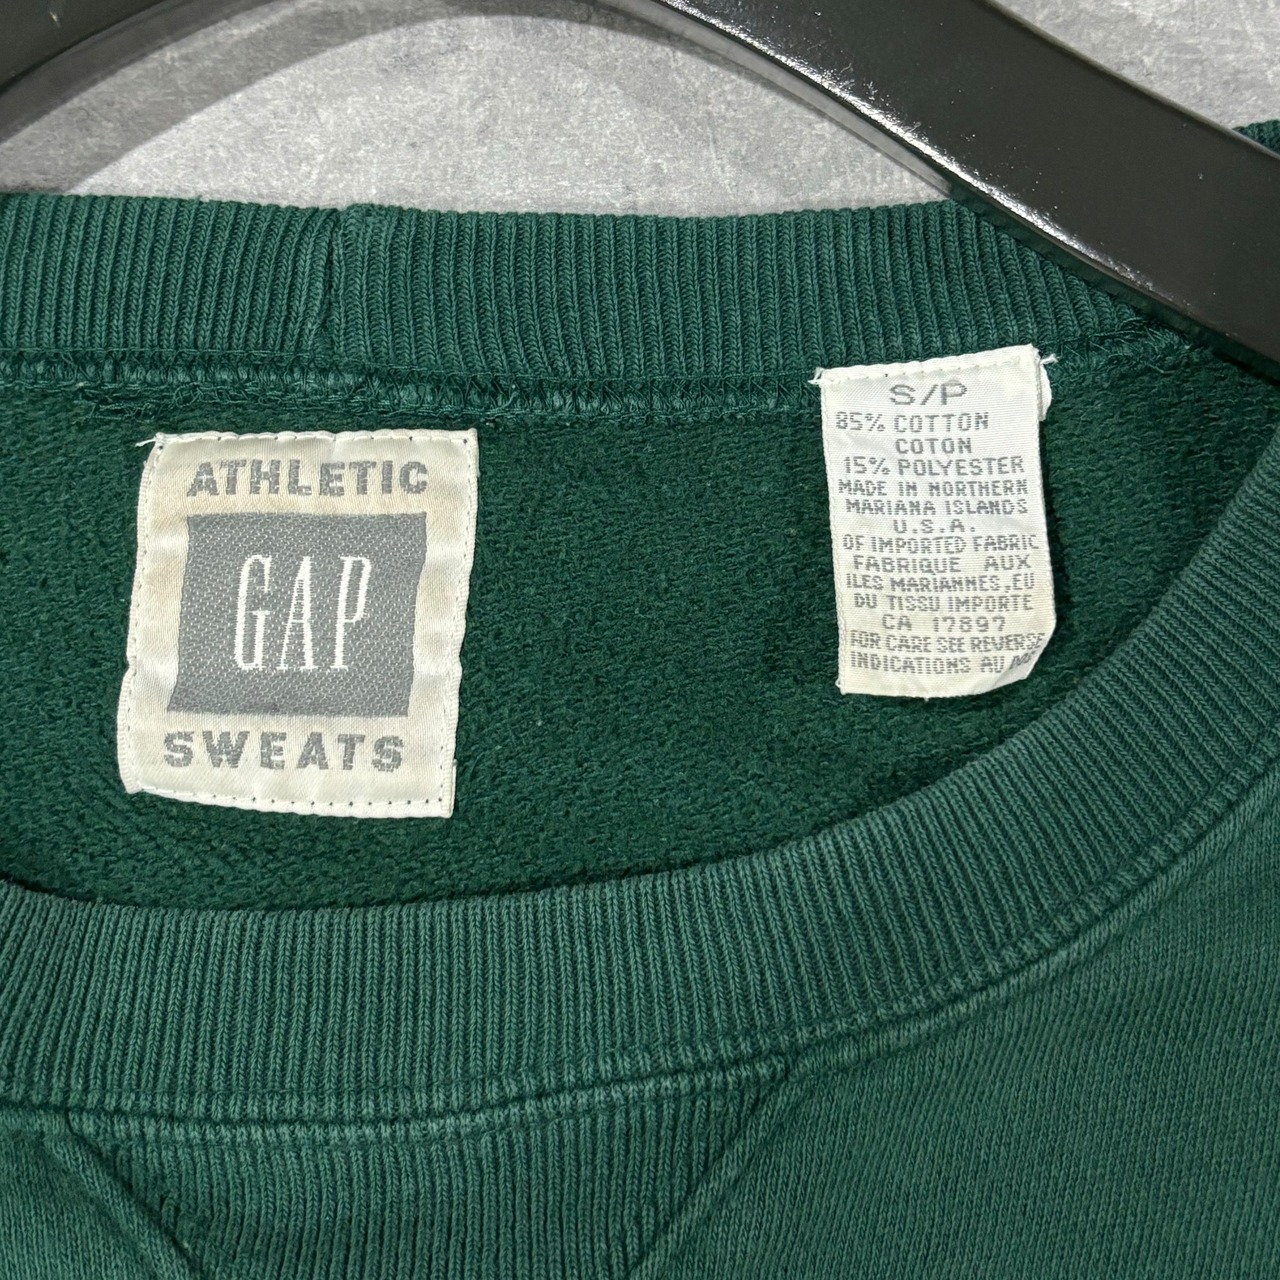 ATHLETIC
GAP
SWEATS
S/P
85% COTTON
COTON
15% POLYESTER
MADE IN NORTHERN
MARIANA ISLANDS
U.S.A.
OF IMPORTED FABRIC
FABRIQUE AUX
ILES MARIANNES,EU
DU TISSU IMPORTE
CA 17897
FOR CARE SEE REVERSE
INDICATIONS AU